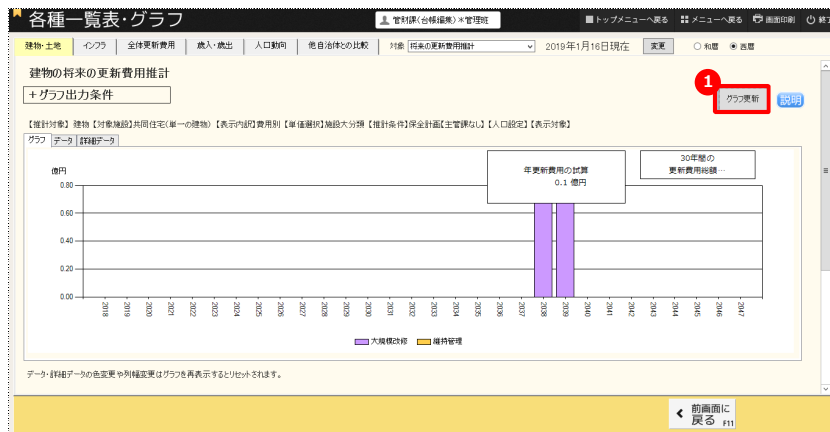 各種一覧表・グラフ
管財課(台帳編集)＊管理班
トップメニューへ戻る
メニューへ戻る
画面印刷
終了
建物・土地
インフラ
全体更新費用
歳入・歳出
人口動向
他自治体との比較
対象
将来の更新費用推計
2019年1月16日現在
変更
和暦
西暦
建物の将来の更新費用推計
+グラフ出力条件
1
グラフ更新
説明
【推計対象】建物【対象施設】共同住宅(単一の建物)【表示内訳】費用別【単価選択】施設大分類【推計条件】保全計画【主管課なし】【人口設定】【表示対象】
グラフ
データ
詳細データ
億円
年更新費用の試算
0.1 億円
30年間の
更新費用総額…
0.80
0.60
0.40
0.20
0.00
2018
2019
2020
2021
2022
2023
2024
2025
2026
2027
2028
2029
2030
2031
2032
2033
2034
2035
2036
2037
2038
2039
2040
2041
2042
2043
2044
2045
2046
2047
大規模改修
維持管理
データ・詳細データの色変更や列幅変更はグラフを再表示するとリセットされます。
前画面に
戻る F11